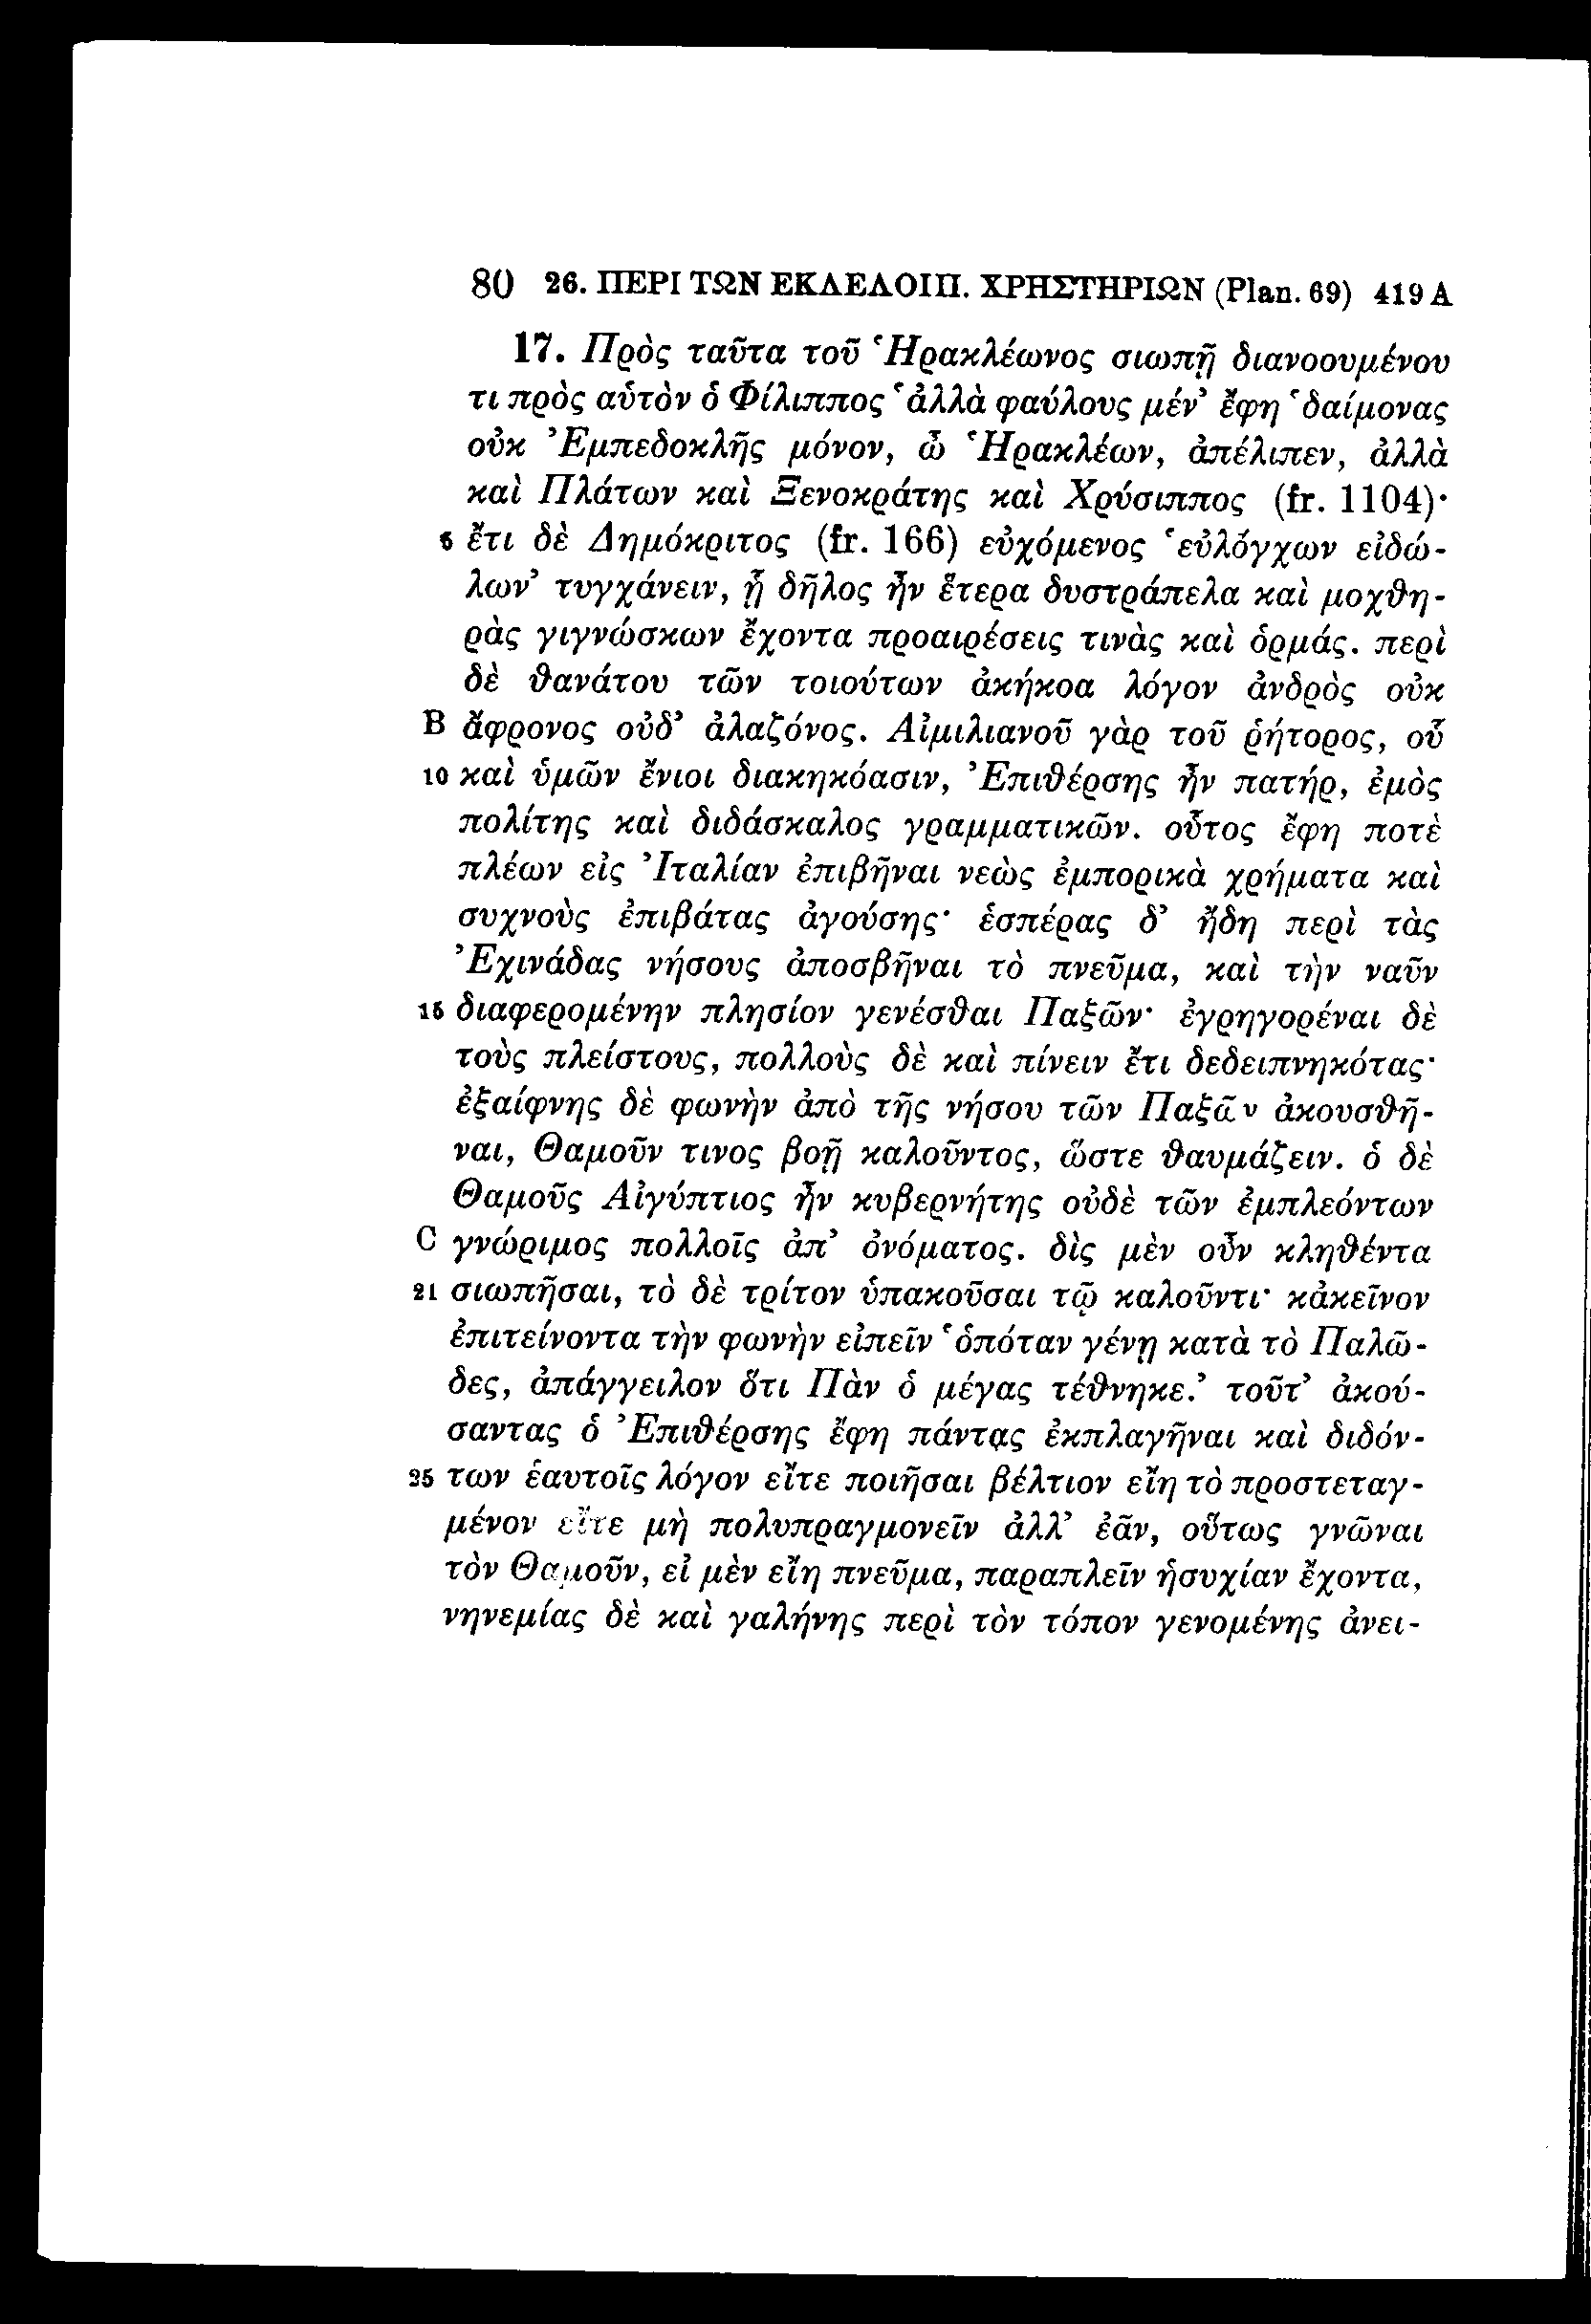 80 26. ΠΕΡΙ ΤΩΝ ΕΚΛΕΛΟΙΠ. ΧΡΗΣΤΗΡΙΩΝ (Plan. 69) 419 A
17. Πρὸς ταῦτα τοῦ Ἡρακλέωνος σιωπῇ διανοουμένου
τι πρὸς αὑτὸν ὁ Φίλιππος ‘ἀλλὰ φαύλους μέν’ ἔφη ‘δαίμονας
οὐκ Ἐμπεδοκλῆς μόνον, ὦ Ἡρακλέων, ἀπέλιπεν, ἀλλὰ
καὶ Πλάτων καὶ Ξενοκράτης καὶ Χρύσιππος (fr. 1104)·
5 ἔτι δὲ Δημόκριτος (fr. 166) εὐχόμενος ‘εὐλόγχων εἰδώ-
λων’ τυγχάνειν, ᾗ δῆλος ἦν ἕτερα δυστράπελα καὶ μοχθη-
ρὰς γιγνώσκων ἔχοντα προαιρέσεις τινὰς καὶ ὁρμάς. περὶ
δὲ θανάτου τῶν τοιούτων ἀκήκοα λόγον ἀνδρὸς οὐκ
B ἄφρονος οὐδ’ ἀλαζόνος. Αἰμιλιανοῦ γὰρ τοῦ ῥήτορος, οὗ
10 καὶ ὑμῶν ἔνιοι διακηκόασιν, Ἐπιθέρσης ἦν πατήρ, ἐμὸς
πολίτης καὶ διδάσκαλος γραμματικῶν. οὗτος ἔφη ποτὲ
πλέων εἰς Ἰταλίαν ἐπιβῆναι νεὼς ἐμπορικὰ χρήματα καὶ
συχνοὺς ἐπιβάτας ἀγούσης· ἑσπέρας δ’ ἤδη περὶ τὰς
Ἐχινάδας νήσους ἀποσβῆναι τὸ πνεῦμα, καὶ τὴν ναῦν
15 διαφερομένην πλησίον γενέσθαι Παξῶν· ἐγρηγορέναι δὲ
τοὺς πλείστους, πολλοὺς δὲ καὶ πίνειν ἔτι δεδειπνηκότας·
ἐξαίφνης δὲ φωνὴν ἀπὸ τῆς νήσου τῶν Παξῶν ἀκουσθῆ-
ναι, Θαμοῦν τινος βοῇ καλοῦντος, ὥστε θαυμάζειν. ὁ δὲ
Θαμοῦς Αἰγύπτιος ἦν κυβερνήτης οὐδὲ τῶν ἐμπλεόντων
C γνώριμος πολλοῖς ἀπ’ ὀνόματος. δὶς μὲν οὖν κληθέντα
21 σιωπῆσαι, τὸ δὲ τρίτον ὑπακοῦσαι τῷ καλοῦντι· κἀκεῖνον
ἐπιτείνοντα τὴν φωνὴν εἰπεῖν ‘ὁπόταν γένῃ κατὰ τὸ Παλῶ-
δες, ἀπάγγειλον ὅτι Πὰν ὁ μέγας τέθνηκε.’ τοῦτ’ ἀκού-
σαντας ὁ Ἐπιθέρσης ἔφη πάντας ἐκπλαγῆναι καὶ διδόν-
25 των ἑαυτοῖς λόγον εἴτε ποιῆσαι βέλτιον εἴη τὸ προστεταγ-
μένον εἴτε μὴ πολυπραγμονεῖν ἀλλ’ ἐᾶν, οὕτως γνῶναι
τὸν Θαμοῦν, εἰ μὲν εἴη πνεῦμα, παραπλεῖν ἡσυχίαν ἔχοντα,
νηνεμίας δὲ καὶ γαλήνης περὶ τὸν τόπον γενομένης ἀνει-